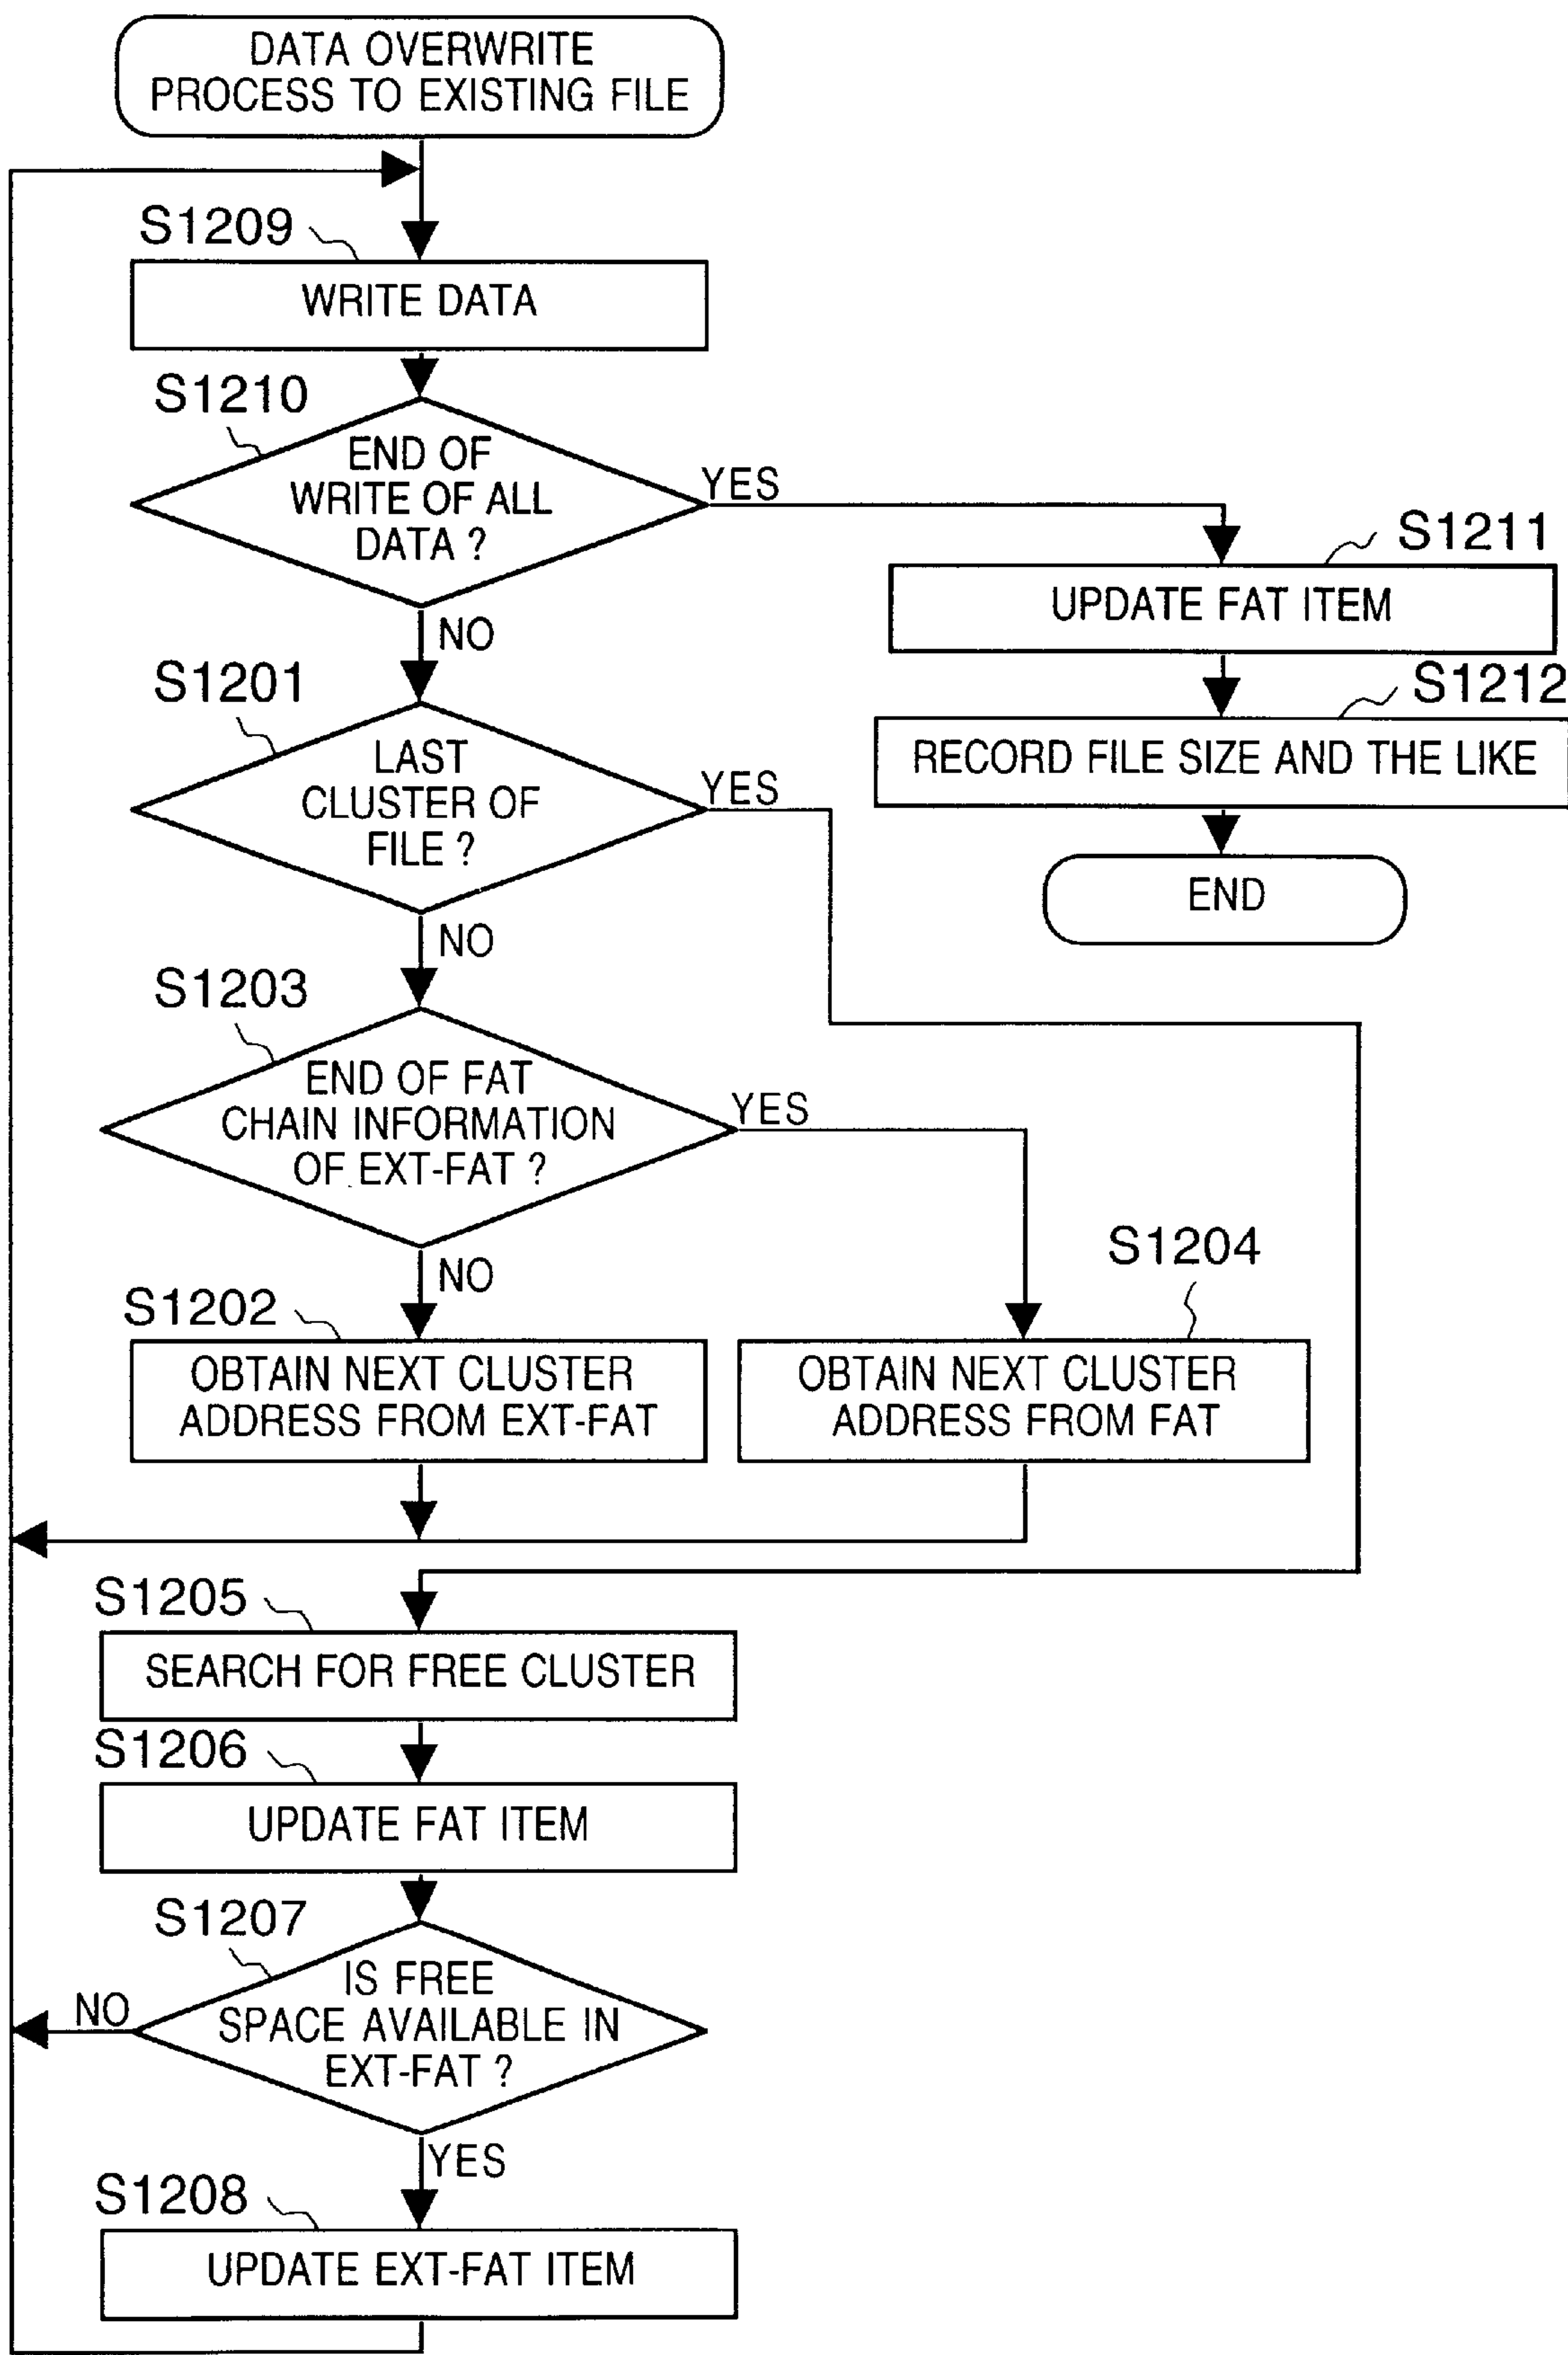 DATA OVERWRITE
PROCESS TO EXISTING FILE
S1209
WRITE DATA
S1210
END OF
WRITE OF ALL
DATA ?
YES
NO
S1211
UPDATE FAT ITEM
S1212
RECORD FILE SIZE AND THE LIKE
END
S1201
LAST
CLUSTER OF
FILE ?
YES
NO
S1203
END OF FAT
CHAIN INFORMATION
OF EXT-FAT ?
YES
NO
S1202
OBTAIN NEXT CLUSTER
ADDRESS FROM EXT-FAT
S1204
OBTAIN NEXT CLUSTER
ADDRESS FROM FAT
S1205
SEARCH FOR FREE CLUSTER
S1206
UPDATE FAT ITEM
S1207
IS FREE
SPACE AVAILABLE IN
EXT-FAT ?
NO
YES
S1208
UPDATE EXT-FAT ITEM